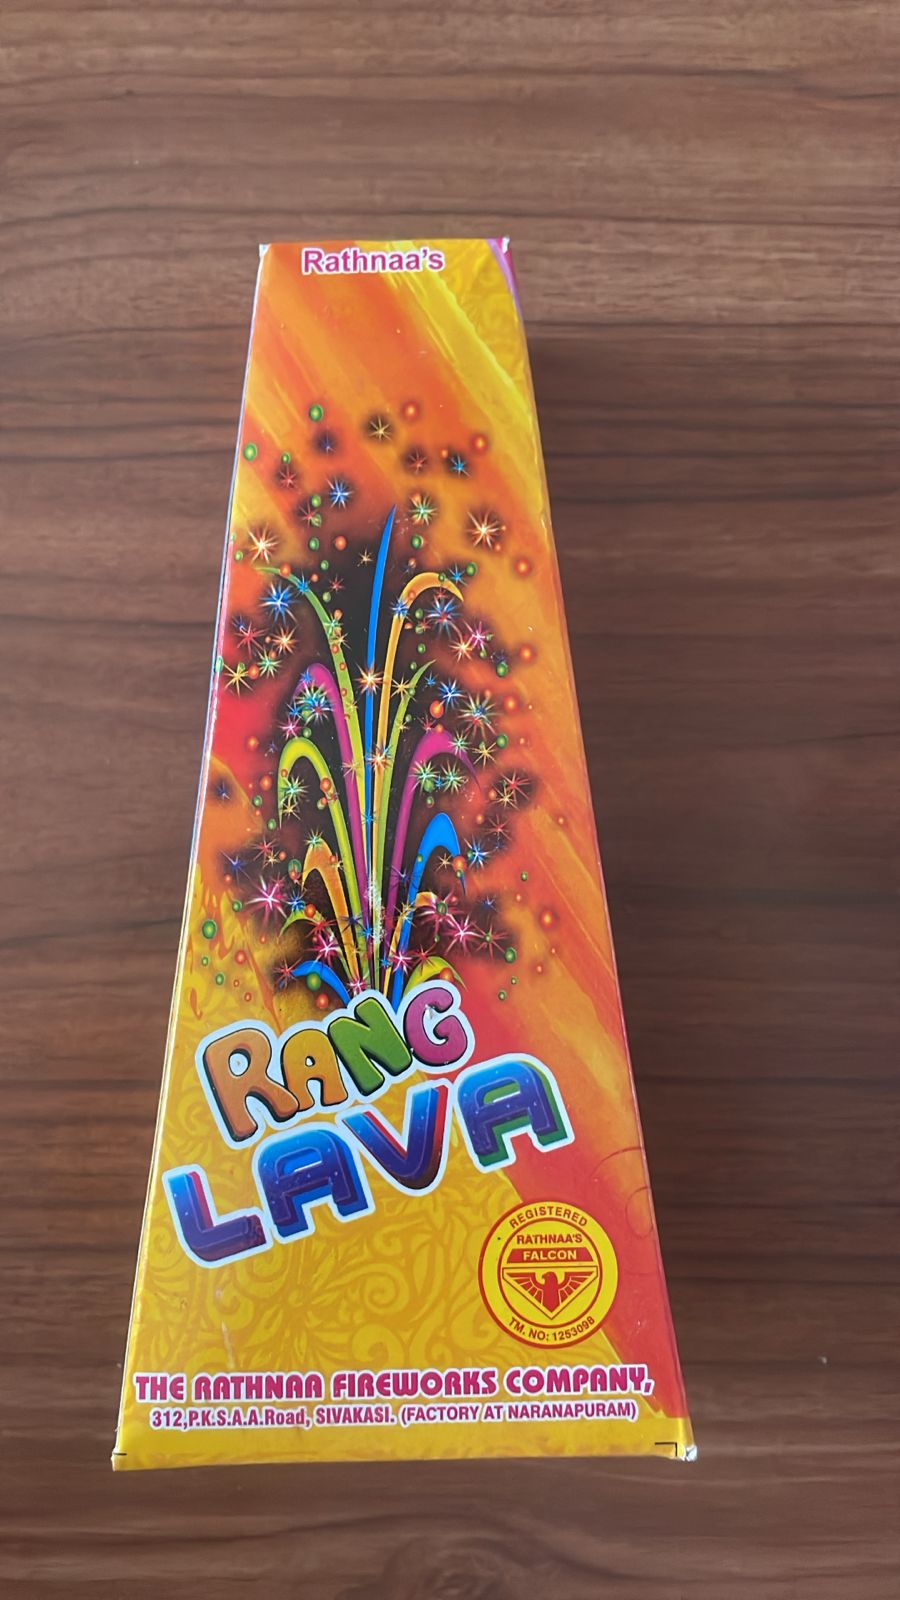 Rathnaa's
RANG
LAVA
REGISTERED
RATHNAA'S
FALCON
TM. NO: 1253098
THE RATHNAA FIREWORKS COMPANY,
312,P.K.S.A.A.Road, SIVAKASI. (FACTORY AT NARANAPURAM)